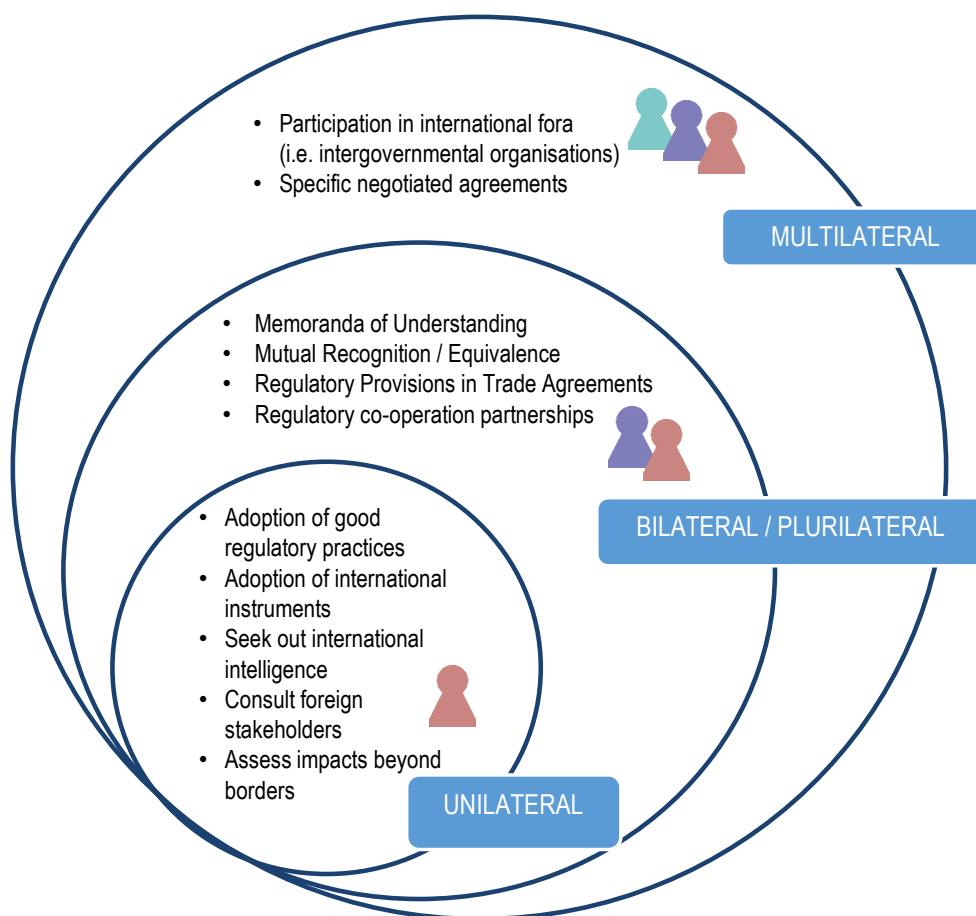 • Participation in international fora
(i.e. intergovernmental organisations)
• Specific negotiated agreements
MULTILATERAL
• Memoranda of Understanding
• Mutual Recognition / Equivalence
• Regulatory Provisions in Trade Agreements
• Regulatory co-operation partnerships
BILATERAL / PLURILATERAL
• Adoption of good
regulatory practices
• Adoption of international
instruments
• Seek out international
intelligence
• Consult foreign
stakeholders
• Assess impacts beyond
borders
UNILATERAL